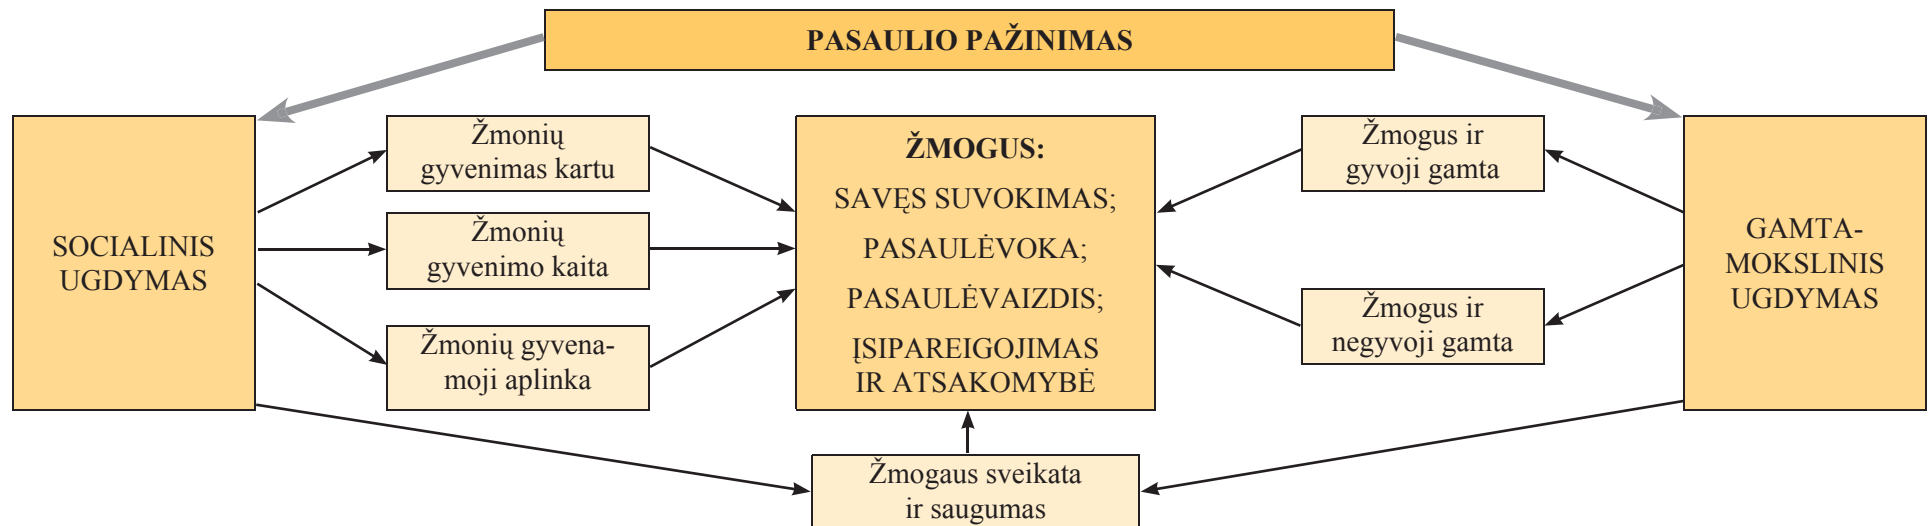 PASAULIO PAŽINIMAS
SOCIALINIS
UGDYMAS
Žmonių
gyvenimas kartu
Žmonių
gyvenimo kaita
Žmonių gyvena-
moji aplinka
ŽMOGUS:
SAVĘS SUVOKIMAS;
PASAULĖVOKA;
PASAULĖVAIZDIS;
ĮSIPAREIGOJIMAS
IR ATSAKOMYBĖ
Žmogus ir
gyvoji gamta
Žmogus ir
negyvoji gamta
GAMTA-
MOKSLINIS
UGDYMAS
Žmogaus sveikata
ir saugumas